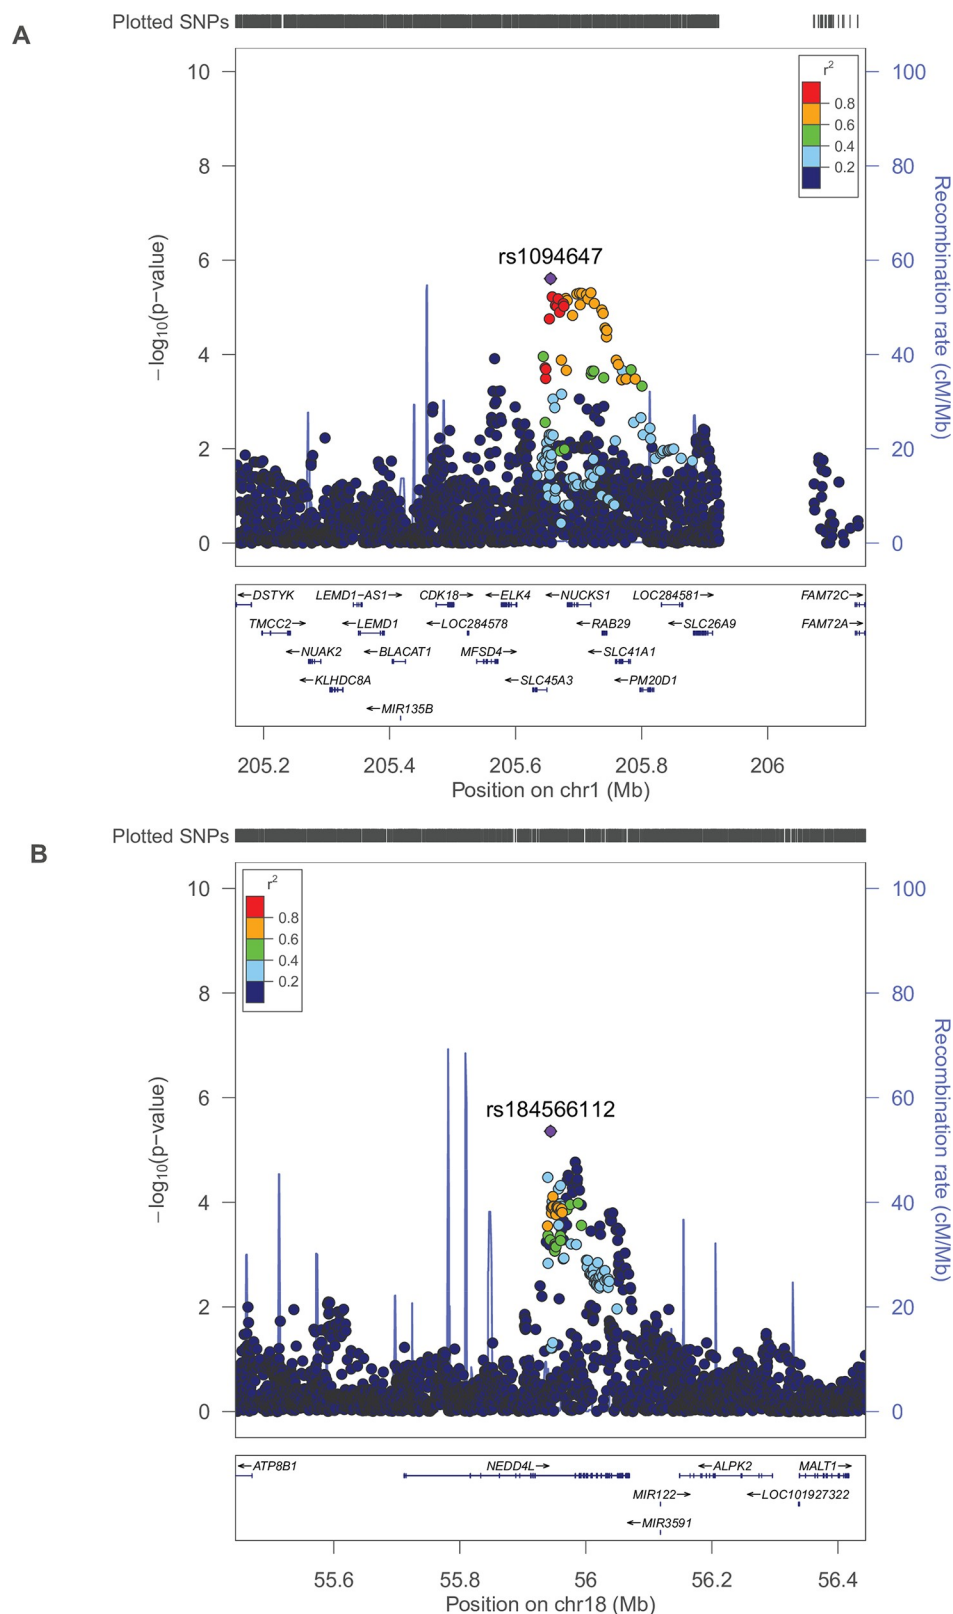 A
Plotted SNPs
r2
0.8
0.6
0.4
0.2
10
8
6
4
2
0
−log10(p−value)
100
80
60
40
20
0
Recombination rate (cM/Mb)
rs1094647
←DSTYK LEMD1−AS1→ CDK18→ ←ELK4 ←NUCKS1 LOC284581→ FAM72C←
TMCC2→ ←LEMD1 ←LOC284578 ←RAB29 ←SLC26A9 FAM72A←
←NUAK2 ←BLACAT1 MFSD4→ ←SLC41A1
←KLHDC8A ←SLC45A3 ←PM20D1
←MIR135B
205.2 205.4 205.6 205.8 206
Position on chr1 (Mb)
B
Plotted SNPs
r2
0.8
0.6
0.4
0.2
10
8
6
4
2
0
−log10(p−value)
100
80
60
40
20
0
Recombination rate (cM/Mb)
rs184566112
←ATP8B1 NEDD4L→ ←ALPK2 MALT1→
MIR122→ ←LOC101927322
←MIR3591
55.6 55.8 56 56.2 56.4
Position on chr18 (Mb)